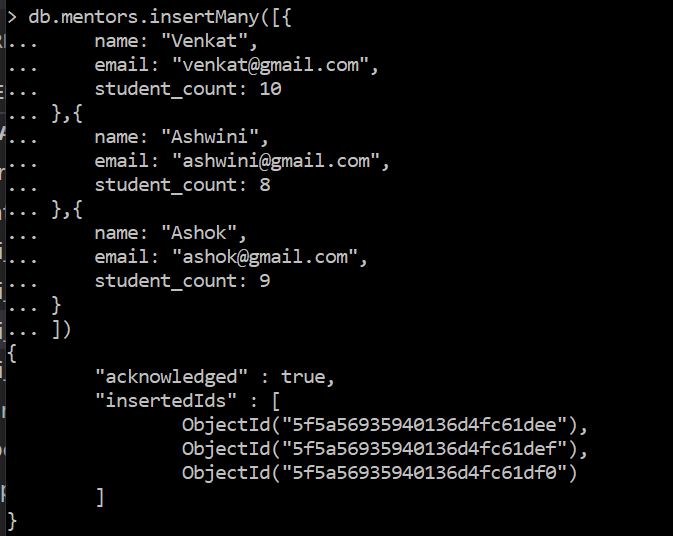 > db.mentors.insertMany([{
... name: "Venkat",
... email: "venkat@gmail.com",
... student_count: 10
... },{
... name: "Ashwini",
... email: "ashwini@gmail.com",
... student_count: 8
... },{
... name: "Ashok",
... email: "ashok@gmail.com",
... student_count: 9
... }
... ])
{
"acknowledged" : true,
"insertedIds" : [
ObjectId("5f5a56935940136d4fc61dee"),
ObjectId("5f5a56935940136d4fc61def"),
ObjectId("5f5a56935940136d4fc61df0")
]
}